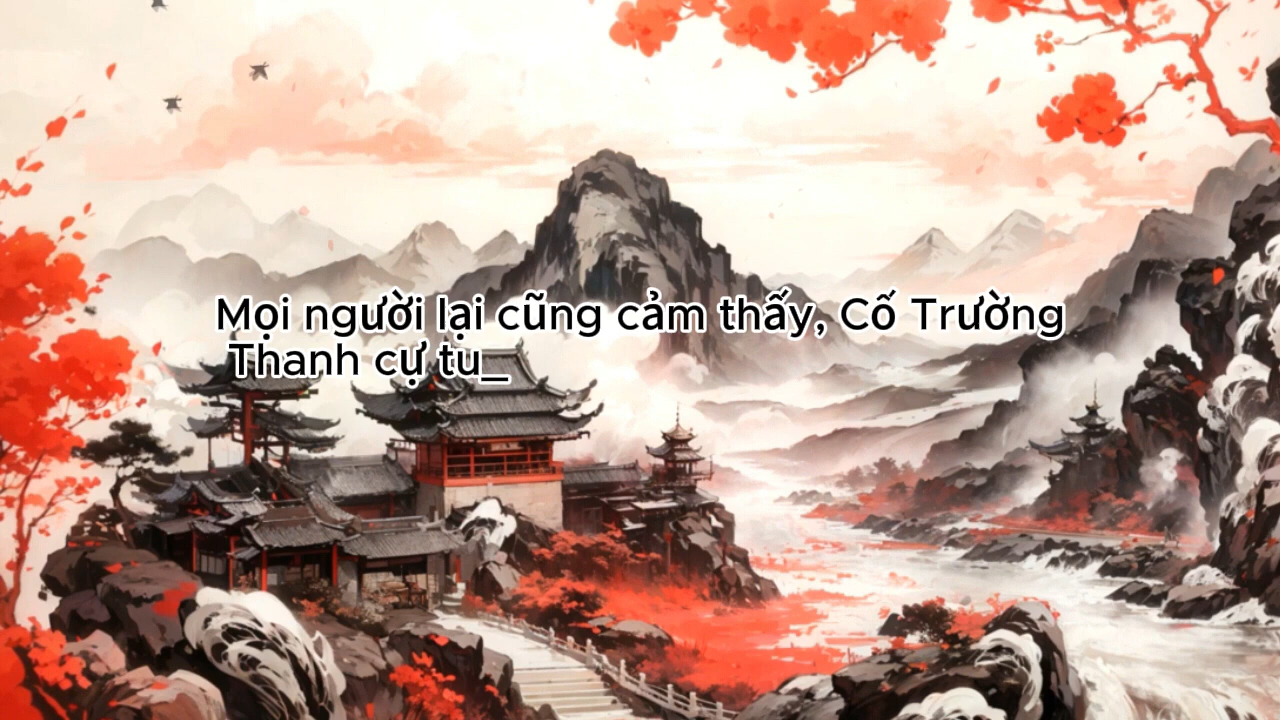 Mọi người lại cũng cảm thấy, Cố Trường
Thanh cự tu_